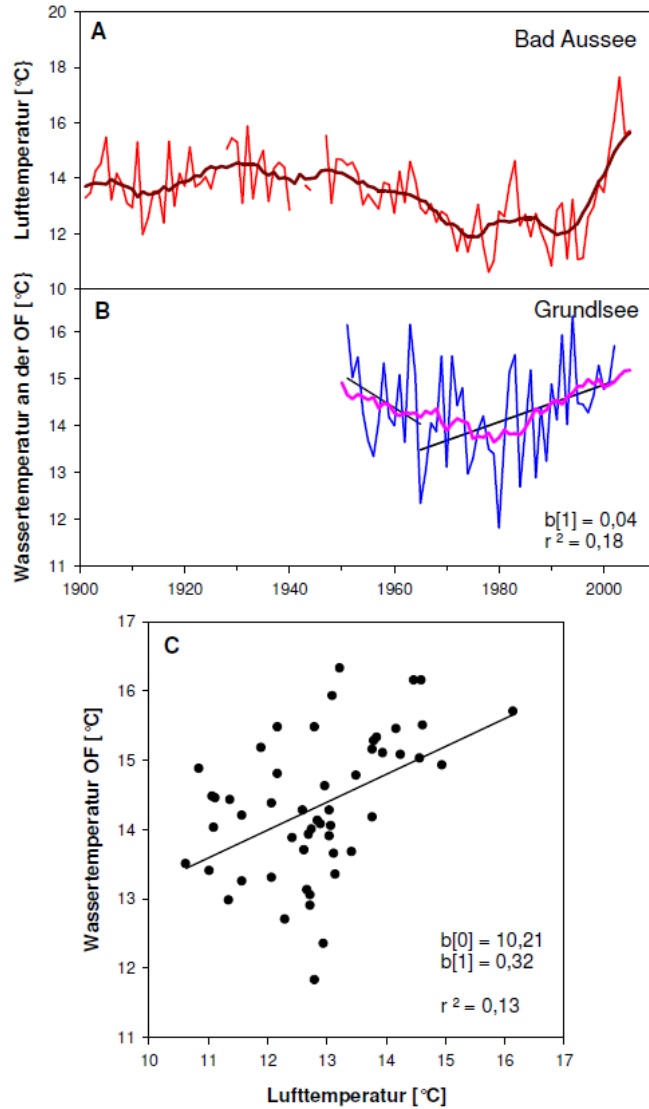 A
Bad Aussee
Lufttemperatur [°C]
20
18
16
14
12
10
B
Grundlsee
Wassertemperatur an der OF [°C]
16
15
14
13
12
11
b[1] = 0,04
r ² = 0,18
1900 1920 1940 1960 1980 2000
C
Wassertemperatur OF [°C]
17
16
15
14
13
12
11
b[0] = 10,21
b[1] = 0,32
r ² = 0,13
10 11 12 13 14 15 16 17
Lufttemperatur [°C]